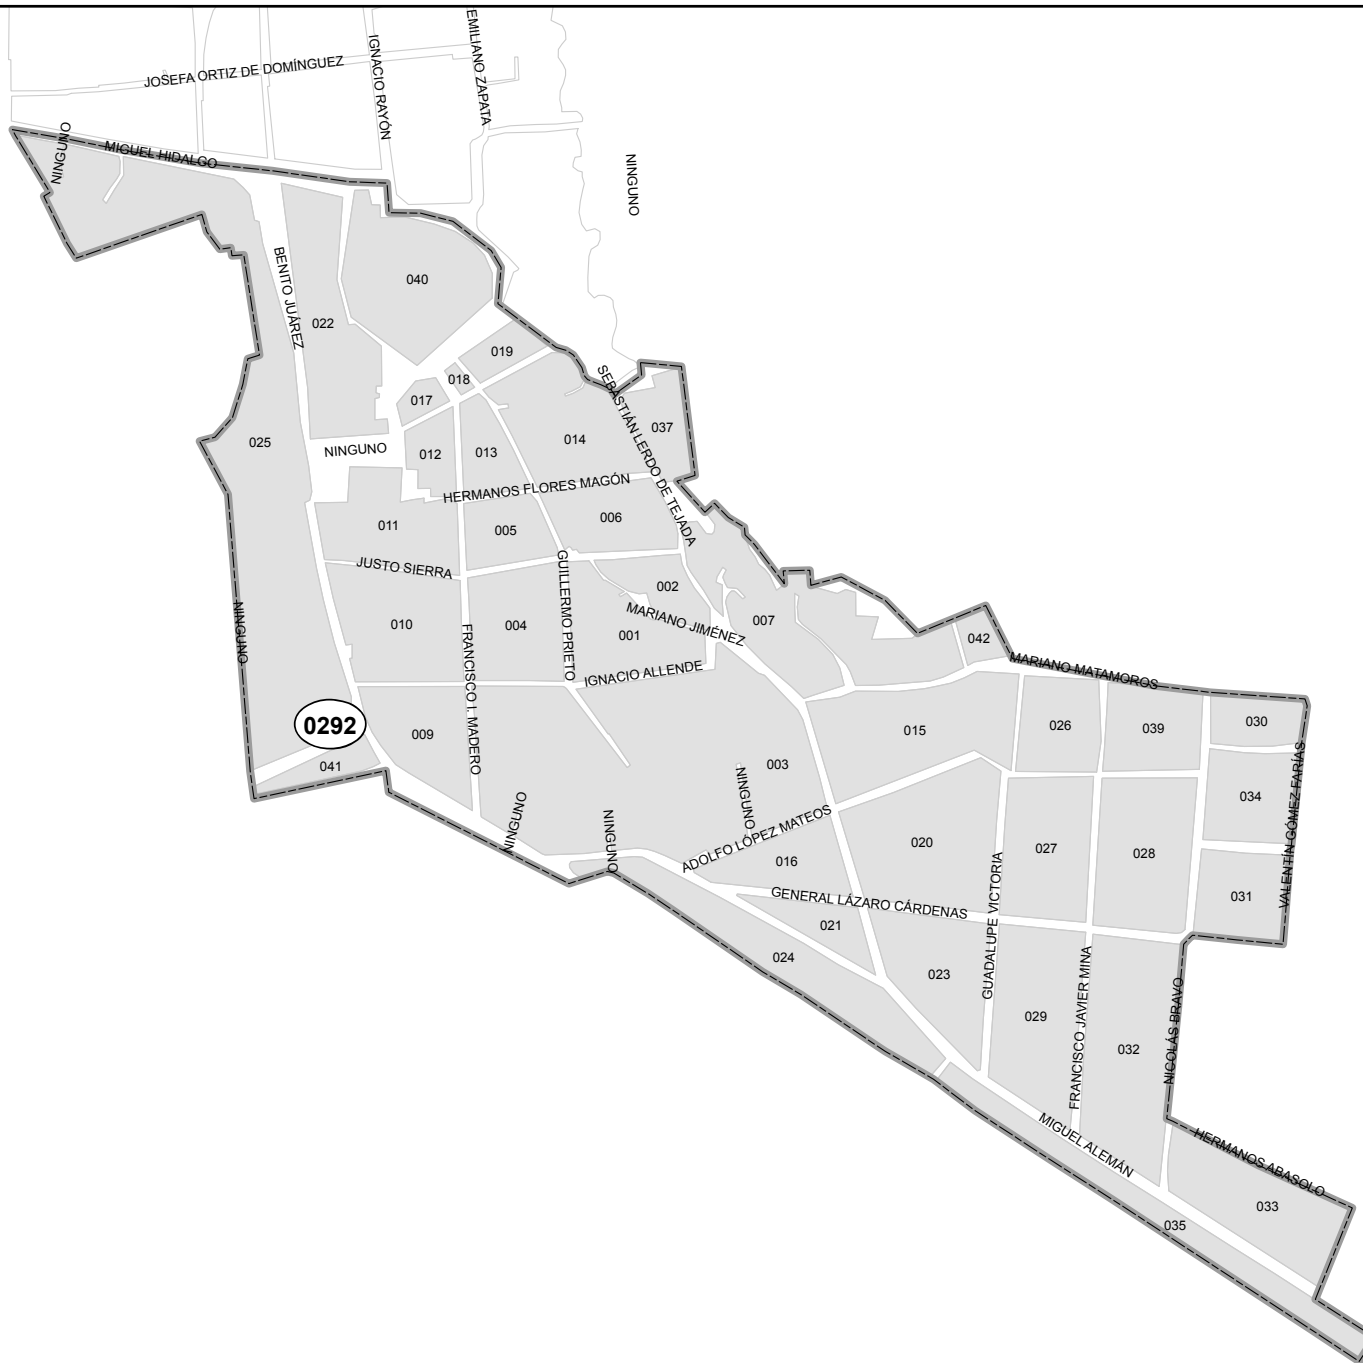 EMILIANO ZAPATA
IGNACIO RAYÓN
JOSEFA ORTIZ DE DOMÍNGUEZ
NINGUNO
MIGUEL HIDALGO
NINGUNO
BENITO JUÁREZ
040
022
019
018
017
SEBASTIÁN LERDO DE TEJADA
037
025
NINGUNO
012
013
014
HERMANOS FLORES MAGÓN
011
005
006
JUSTO SIERRA
GUILLERMO PRIETO
002
NINGUNO
010
FRANCISCO I. MADERO
004
001
MARIANO JIMÉNEZ
007
042
IGNACIO ALLENDE
MARIANO MATAMOROS
0292
009
015
026
039
030
041
003
NINGUNO
034
VALENTÍN GÓMEZ FARÍAS
NINGUNO
NINGUNO
ADOLFO LÓPEZ MATEOS
016
020
027
028
GUADALUPE VICTORIA
GENERAL LÁZARO CÁRDENAS
031
021
024
023
029
FRANCISCO JAVIER MINA
032
NICOLÁS BRAVO
MIGUEL ALEMÁN
HERMANOS ABASOLO
033
035